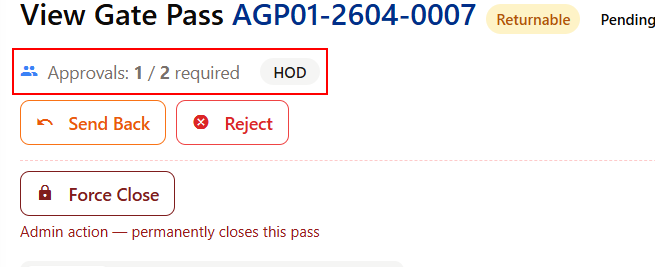 View Gate Pass AGP01-2604-0007 Returnable Pending
Approvals: 1 / 2 required HOD
Send Back Reject
Force Close
Admin action — permanently closes this pass